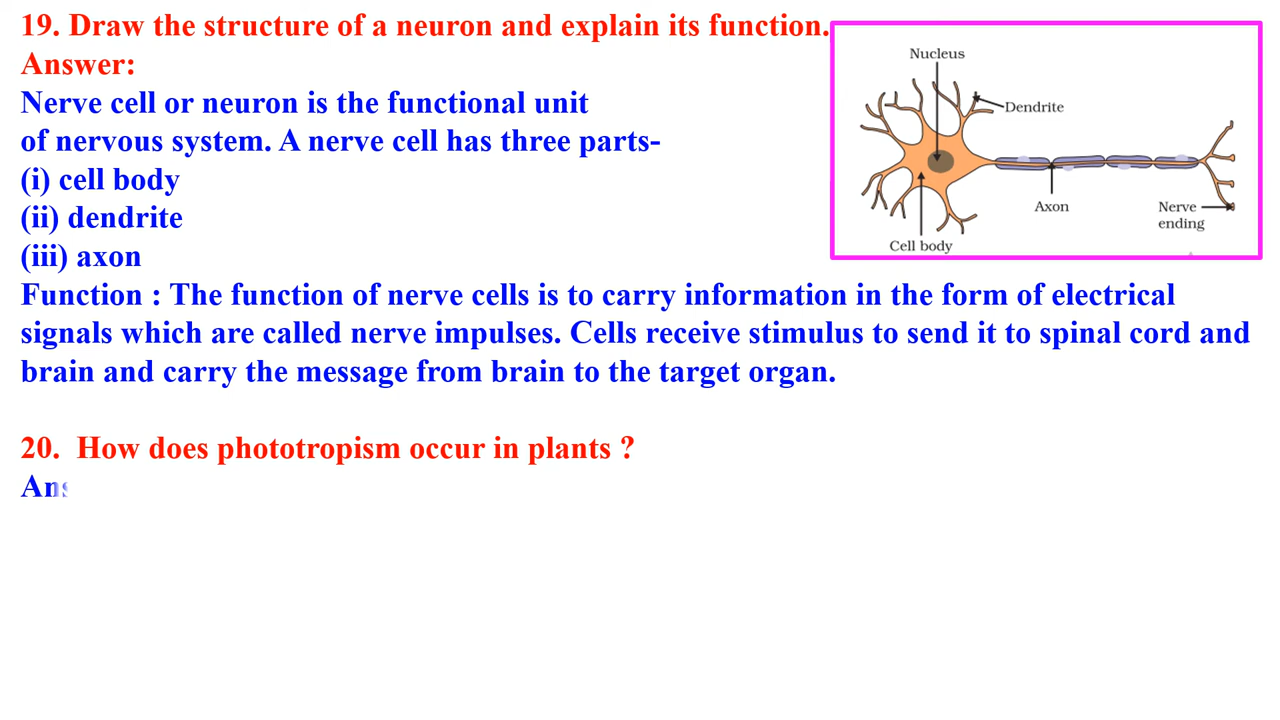 19. Draw the structure of a neuron and explain its function.
Answer:
Nerve cell or neuron is the functional unit
of nervous system. A nerve cell has three parts-
(i) cell body
(ii) dendrite
(iii) axon
Nucleus
Dendrite
Axon
Nerve
ending
Cell body
Function : The function of nerve cells is to carry information in the form of electrical
signals which are called nerve impulses. Cells receive stimulus to send it to spinal cord and
brain and carry the message from brain to the target organ.
20. How does phototropism occur in plants ?